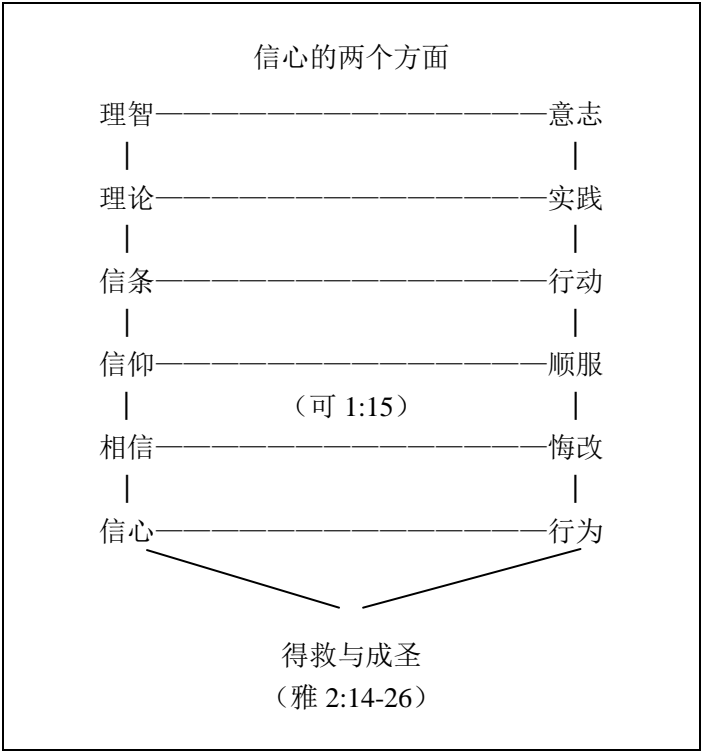 信心的两个方面
理智——————————————意志
理论——————————————实践
信条——————————————行动
信仰——————————————顺服
（可 1:15）
相信——————————————悔改
信心——————————————行为
得救与成圣
（雅 2:14-26）